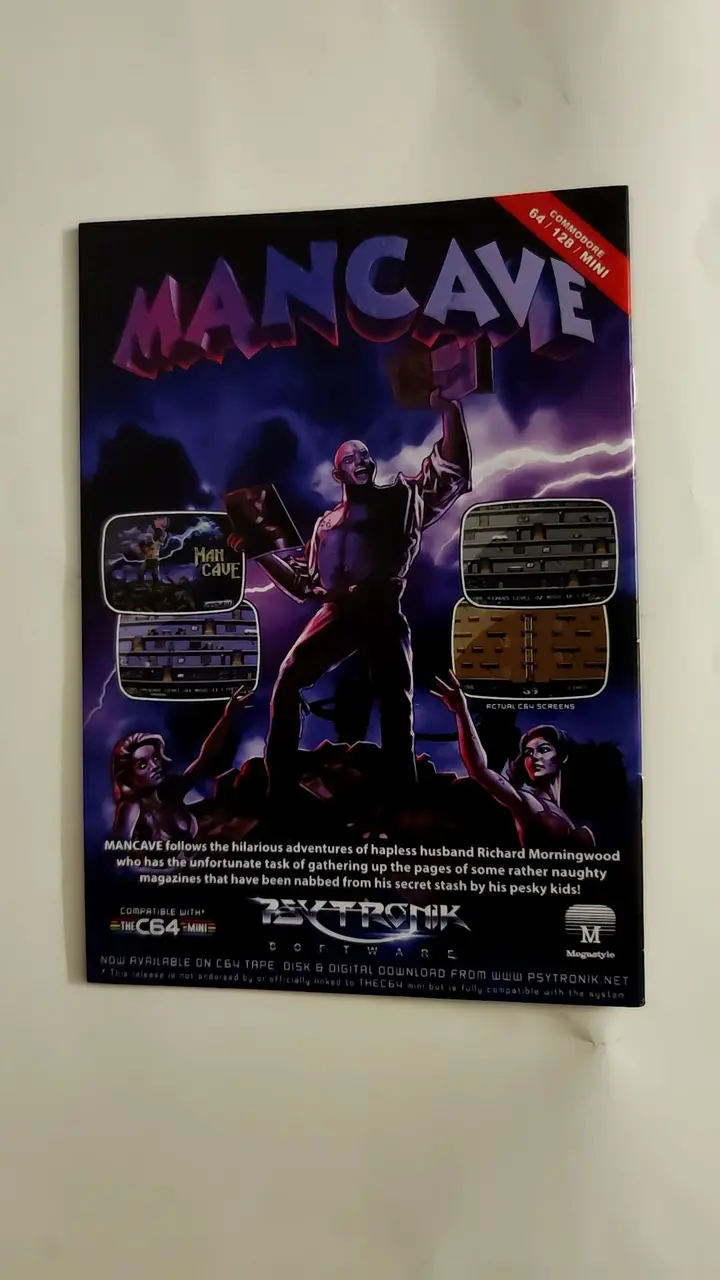 COMMODORE
64 / 128 / MINI
MANCAVE
MAN
CAVE
ACTUAL C64 SCREENS
MANCAVE follows the hilarious adventures of hapless husband Richard Morningwood
who has the unfortunate task of gathering up the pages of some rather naughty
magazines that have been nabbed from his secret stash by his pesky kids!
COMPATIBLE WITH*
THEC64 MINI
PSYTRONIK
SOFTWARE
M
Megastyle
NOW AVAILABLE ON C64 TAPE, DISK & DIGITAL DOWNLOAD FROM WWW.PSYTRONIK.NET
* This release is not endorsed by or officially linked to THEC64 mini but is fully compatible with the system